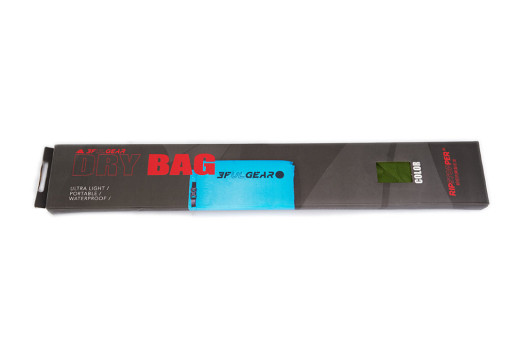 3F UL GEAR
DRY BAG
ULTRA LIGHT /
PORTABLE /
WATERPROOF /
3FULGEAR
COLOR